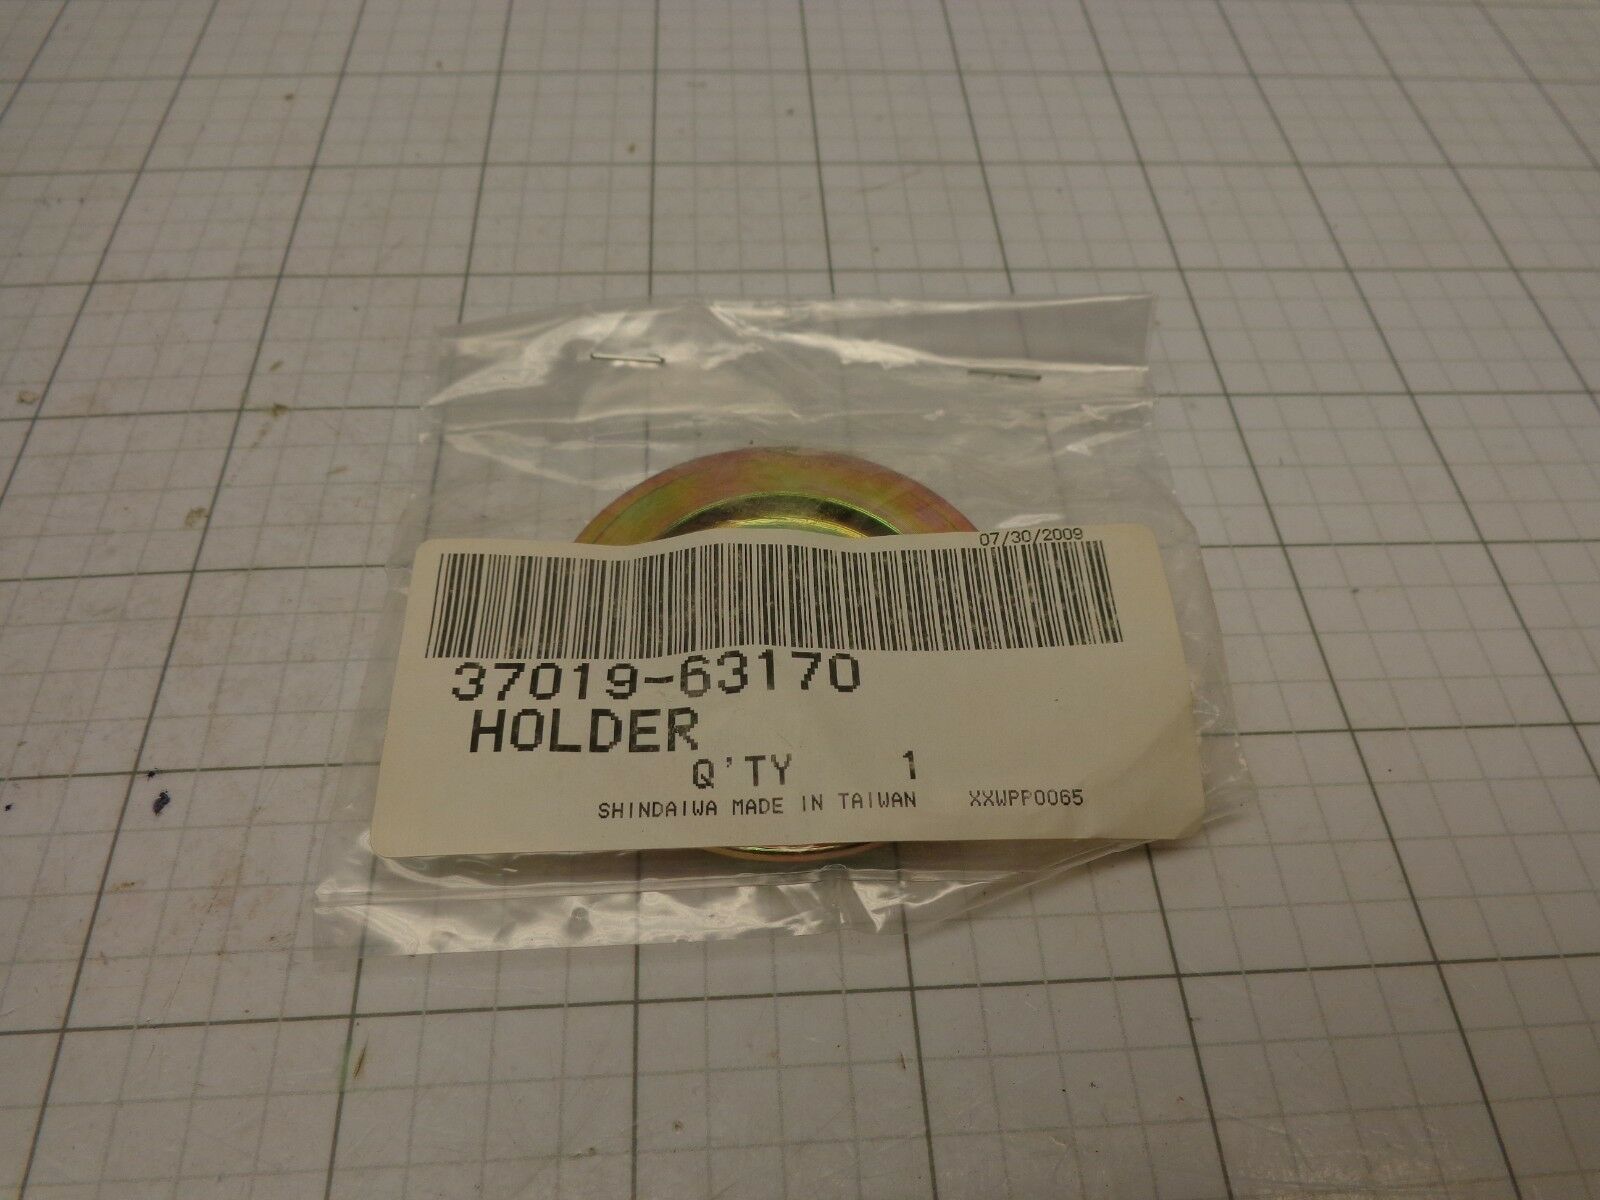 07/30/2009
37019-63170
HOLDER
Q'TY 1
SHINDAIWA MADE IN TAIWAN XXWPP0065